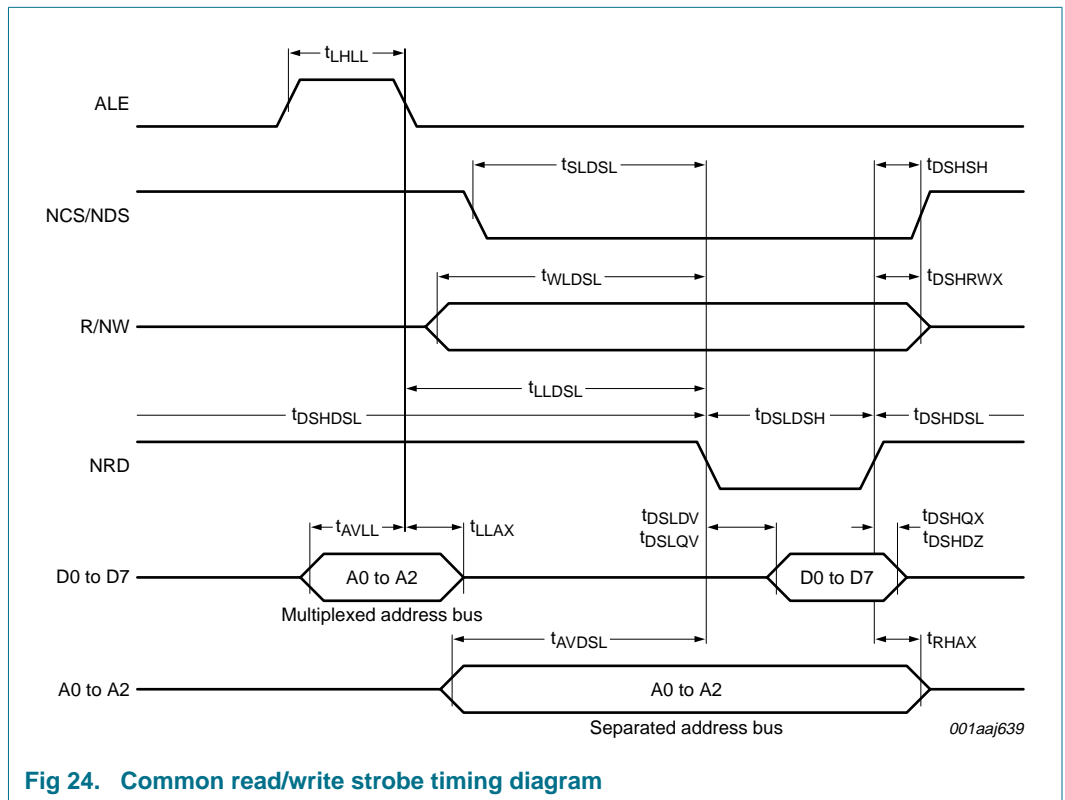 tLHLL
ALE
tSLDSL
tDSHSH
NCS/NDS
tWLDSL
tDSHRWX
R/NW
tLLDSL
tDSHDSL
tDSLDSH
tDSHDSL
NRD
tAVLL
tLLAX
tDSLDV
tDSLQV
tDSHQX
tDSHDZ
D0 to D7
A0 to A2
D0 to D7
Multiplexed address bus
tAVDSL
tRHAX
A0 to A2
A0 to A2
Separated address bus
001aaj639
Fig 24. Common read/write strobe timing diagram